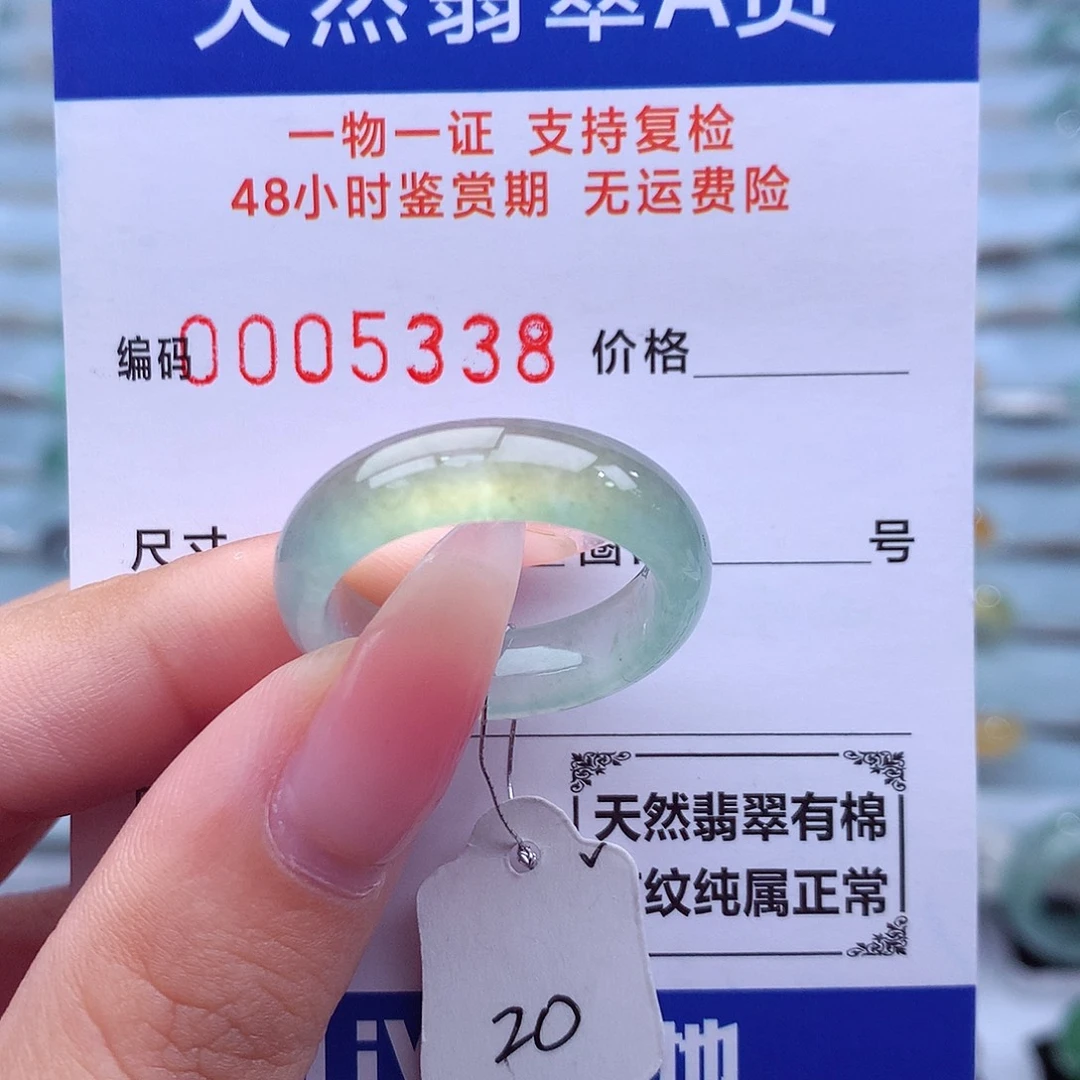 天然翡翠A货
一物一证 支持复检
48小时鉴赏期 无运费险
编码0005338 价格
尺寸 号
天然翡翠有棉
纹纯属正常
20